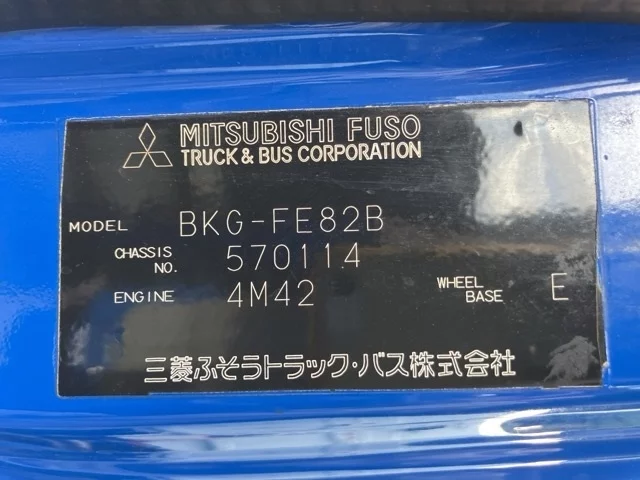 MITSUBISHI FUSO
TRUCK & BUS CORPORATION
MODEL BKG-FE82B
CHASSIS NO. 570114
ENGINE 4M42 WHEEL BASE E
三菱ふそうトラック・バス株式会社